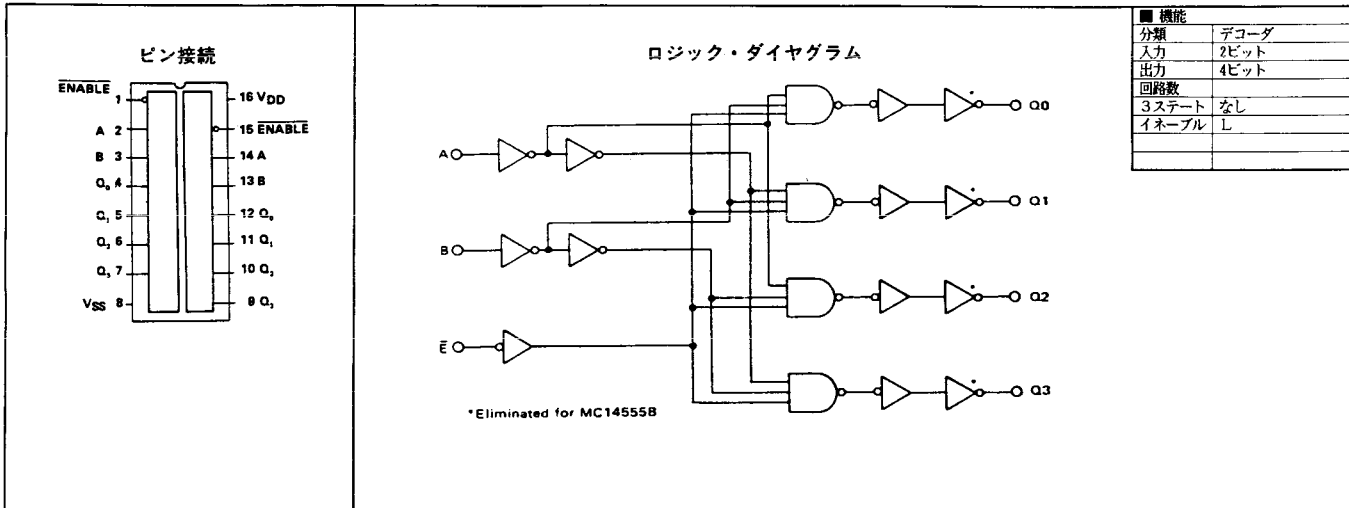 ピン接続
ENABLE 1
A 2
B 3
Q₀ 4
Q₁ 5
Q₂ 6
Q₃ 7
VSS 8
16 VDD
15 ENABLE
14 A
13 B
12 Q₀
11 Q₁
10 Q₂
9 Q₃
ロジック・ダイヤグラム
A
B
E̅
* Q0
* Q1
* Q2
* Q3
*Eliminated for MC14555B
■ 機能
分類 デコーダ
入力 2ビット
出力 4ビット
回路数
3ステート なし
イネーブル L